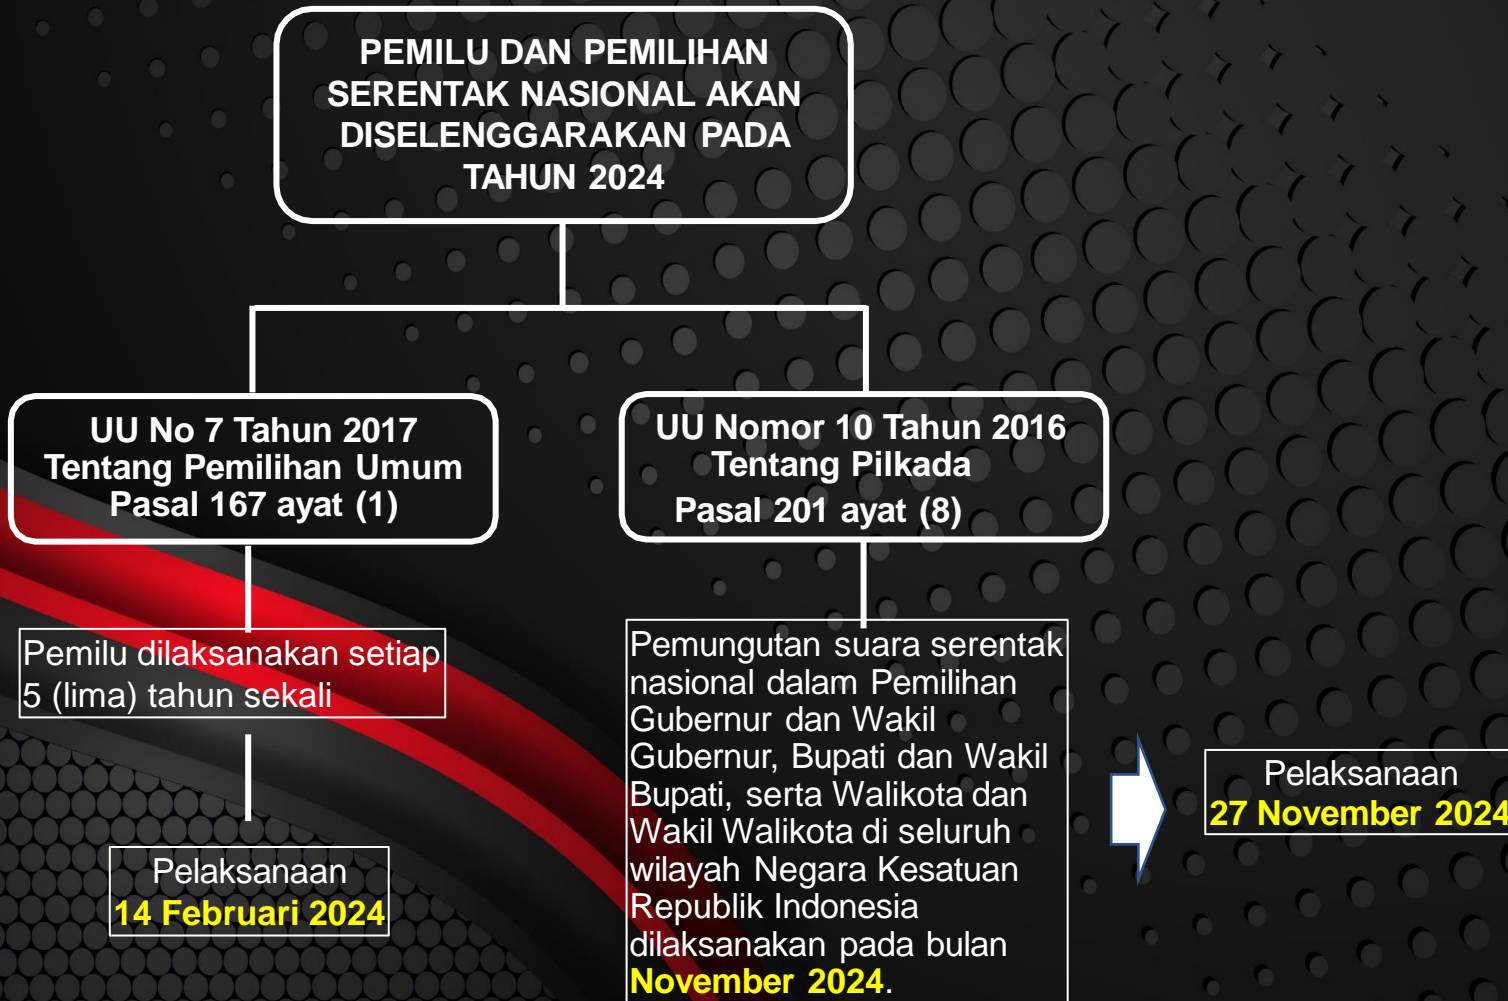 PEMILU DAN PEMILIHAN
SERENTAK NASIONAL AKAN
DISELENGGARAKAN PADA
TAHUN 2024
UU No 7 Tahun 2017
Tentang Pemilihan Umum
Pasal 167 ayat (1)
Pemilu dilaksanakan setiap
5 (lima) tahun sekali
Pelaksanaan
14 Februari 2024
UU Nomor 10 Tahun 2016
Tentang Pilkada
Pasal 201 ayat (8)
Pemungutan suara serentak
nasional dalam Pemilihan
Gubernur dan Wakil
Gubernur, Bupati dan Wakil
Bupati, serta Walikota dan
Wakil Walikota di seluruh
wilayah Negara Kesatuan
Republik Indonesia
dilaksanakan pada bulan
November 2024.
Pelaksanaan
27 November 2024